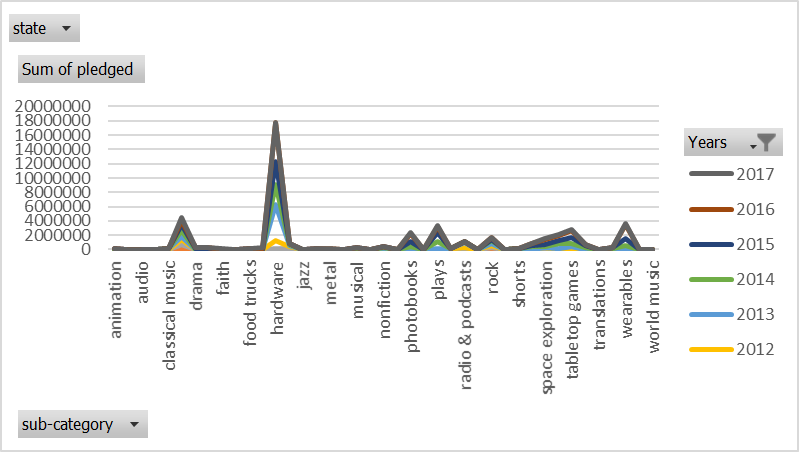 state
Sum of pledged
20000000
18000000
16000000
14000000
12000000
10000000
8000000
6000000
4000000
2000000
0
animation
audio
classical music
drama
faith
food trucks
hardware
jazz
metal
musical
nonfiction
photobooks
plays
radio & podcasts
rock
shorts
space exploration
tabletop games
translations
wearables
world music
Years
2017
2016
2015
2014
2013
2012
sub-category